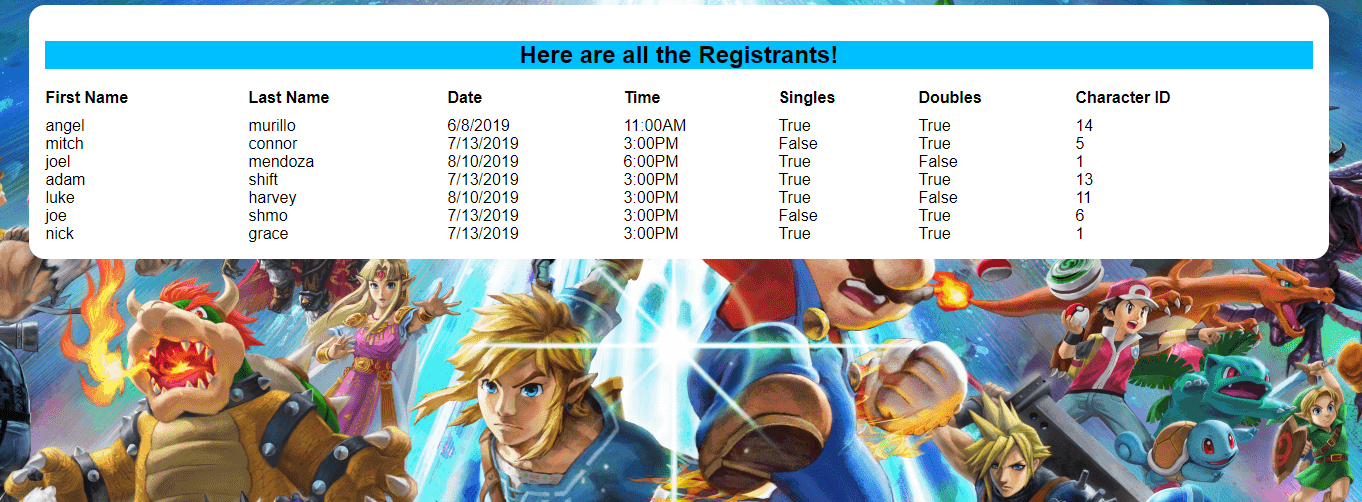 Here are all the Registrants!
First Name Last Name Date Time Singles Doubles Character ID
angel murillo 6/8/2019 11:00AM True True 14
mitch connor 7/13/2019 3:00PM False True 5
joel mendoza 8/10/2019 6:00PM True False 1
adam shift 7/13/2019 3:00PM True True 13
luke harvey 8/10/2019 3:00PM True False 11
joe shmo 7/13/2019 3:00PM False True 6
nick grace 7/13/2019 3:00PM True True 1